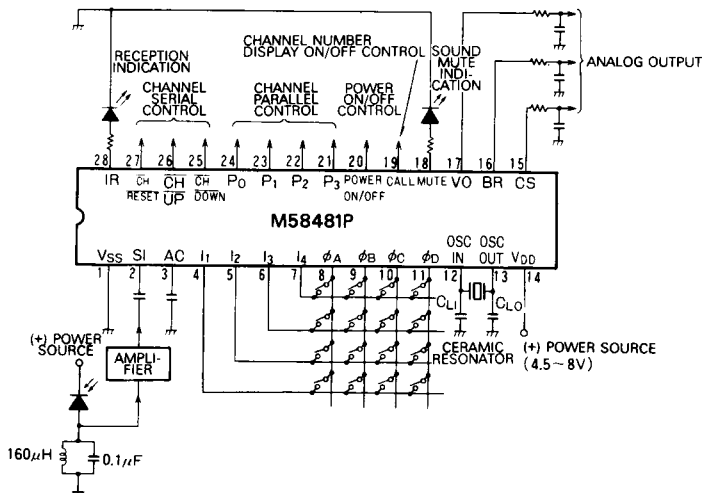 CHANNEL NUMBER
DISPLAY ON/OFF CONTROL
RECEPTION
INDICATION
CHANNEL
SERIAL
CONTROL
CHANNEL
PARALLEL
CONTROL
POWER
ON/OFF
CONTROL
SOUND
MUTE
INDI-
CATION
ANALOG OUTPUT
28 27 26 25 24 23 22 21 20 19 18 17 16 15
IR CH CH CH P0 P1 P2 P3 POWER CALL MUTE VO BR CS
RESET UP DOWN ON/OFF
M58481P
OSC OSC
VSS SI AC I1 I2 I3 I4 ϕA ϕB ϕC ϕD IN OUT VDD
1 2 3 4 5 6 7 8 9 10 11 12 13 14
CLI CLO
(+) POWER
SOURCE
AMPLI-
FIER
CERAMIC
RESONATOR
(+) POWER SOURCE
(4.5~8V)
160μH 0.1μF